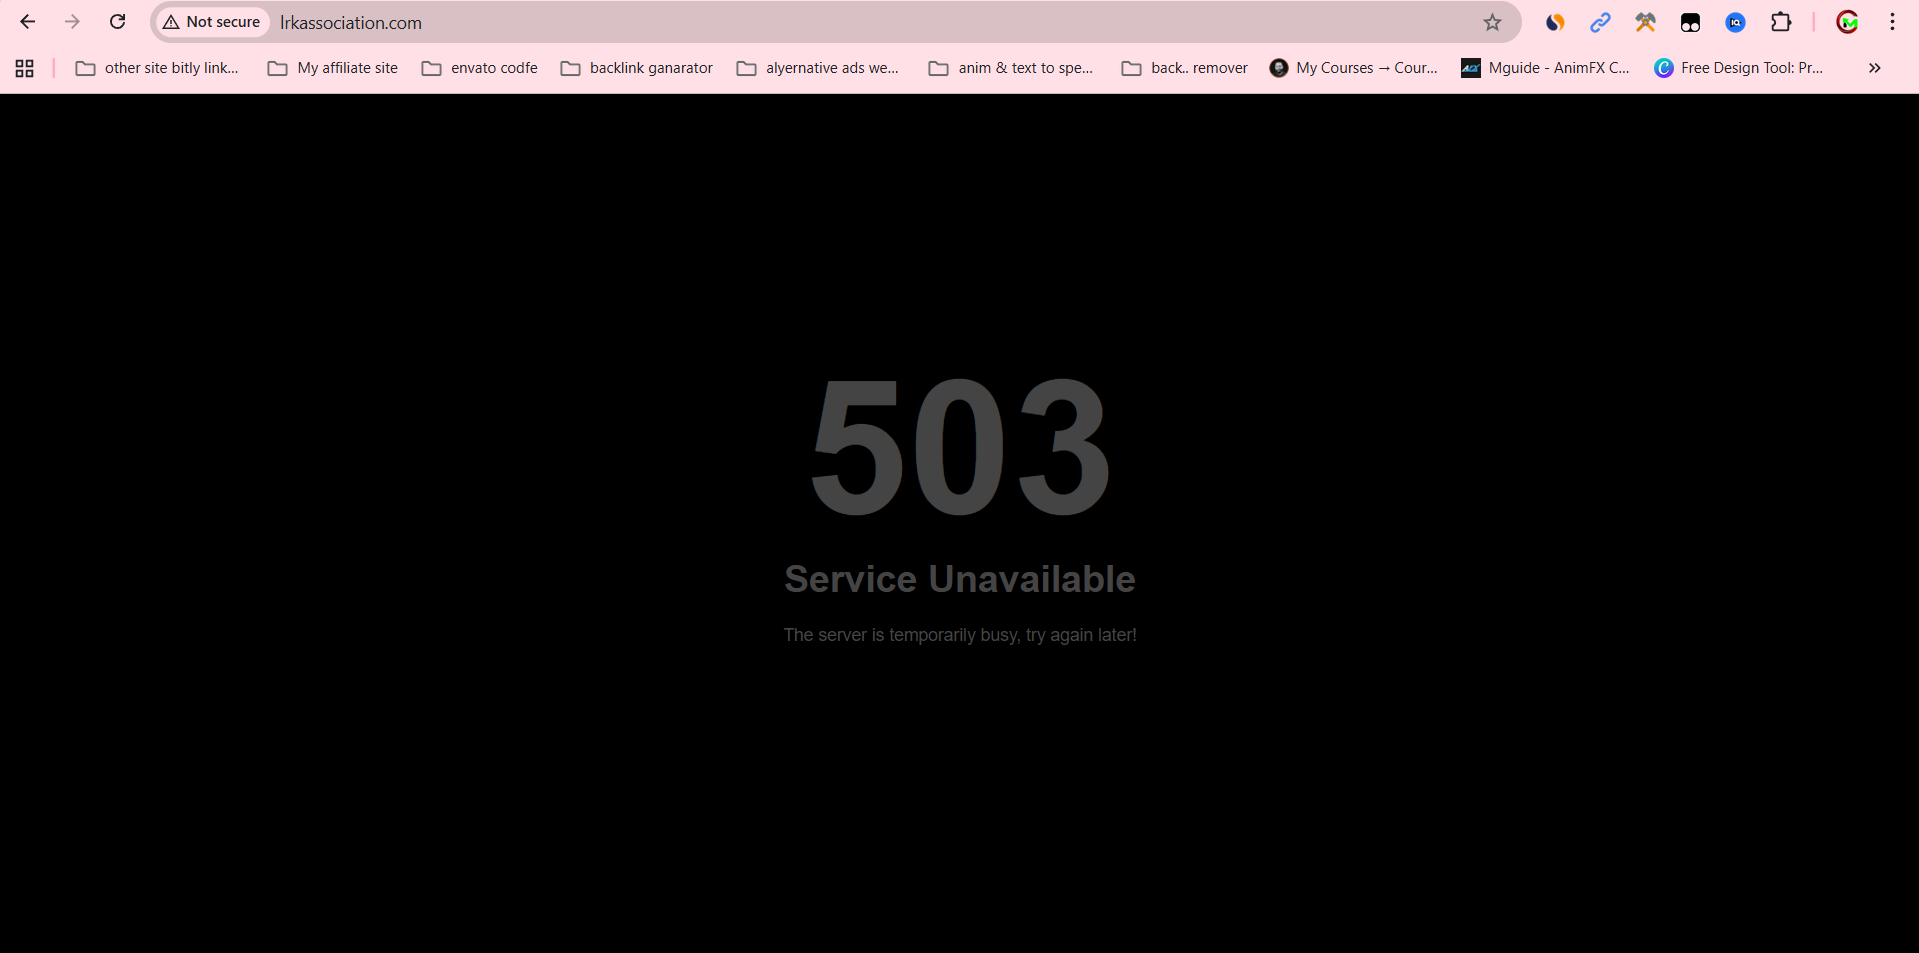 Not secure lrkassociation.com
other site bitly link... My affiliate site envato codfe backlink ganarator alyernative ads we... anim & text to spe... back.. remover My Courses → Cour... Mguide - AnimFX C... Free Design Tool: Pr...
503
Service Unavailable
The server is temporarily busy, try again later!